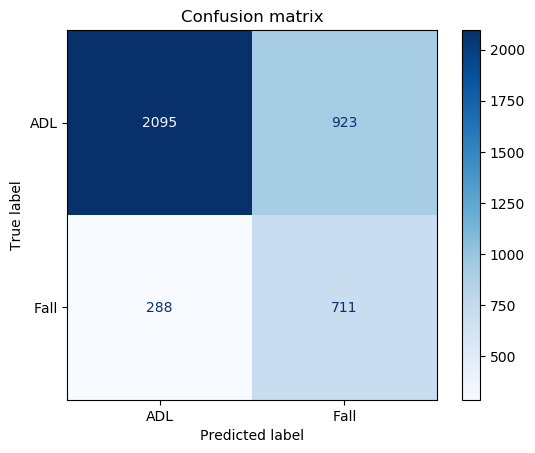 Confusion matrix
True label
ADL
2095
923
Fall
288
711
ADL
Fall
Predicted label
2000
1750
1500
1250
1000
750
500